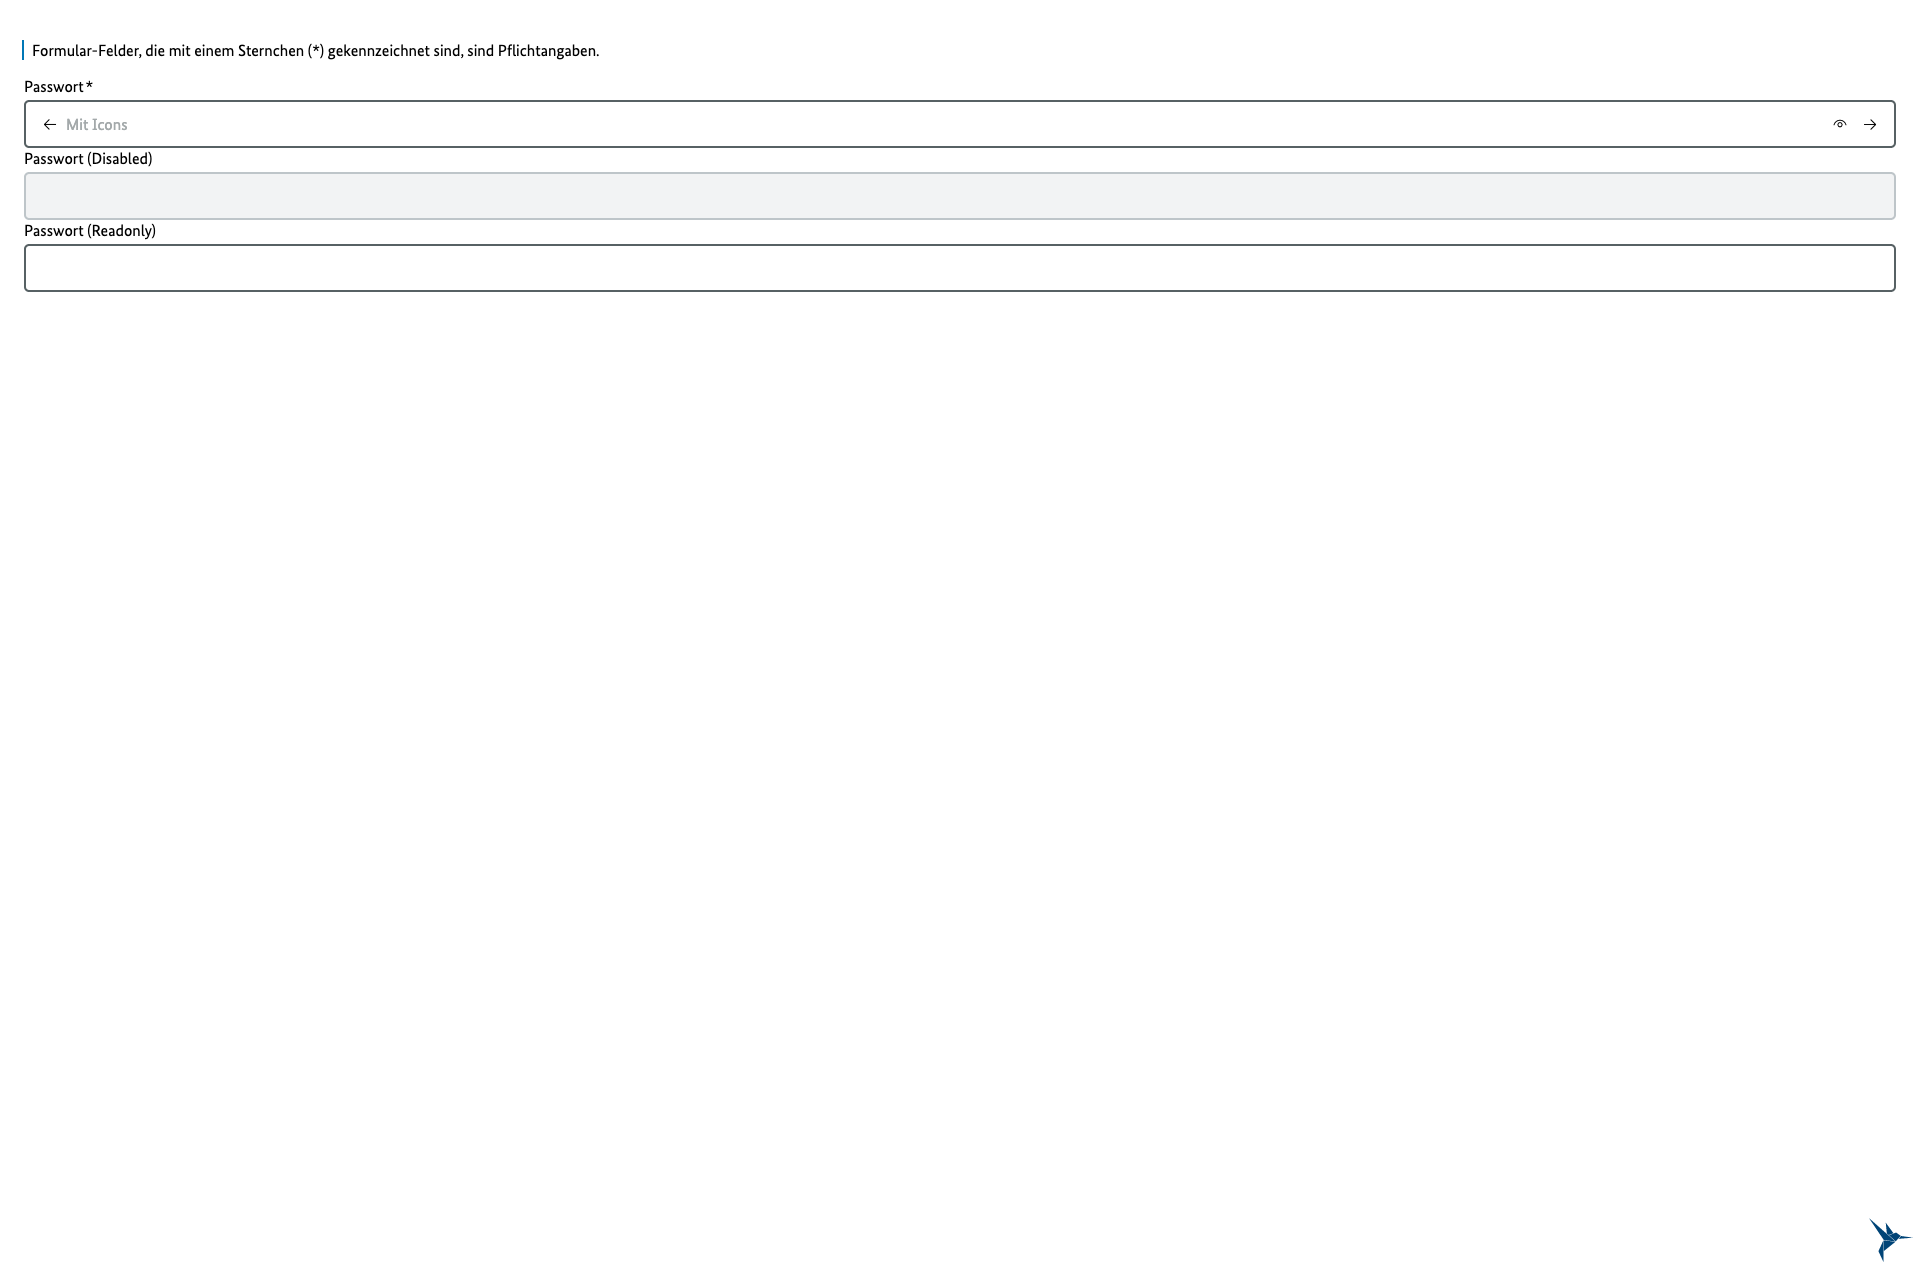 Formular-Felder, die mit einem Sternchen (*) gekennzeichnet sind, sind Pflichtangaben.
Passwort*
Mit Icons
Passwort (Disabled)
Passwort (Readonly)